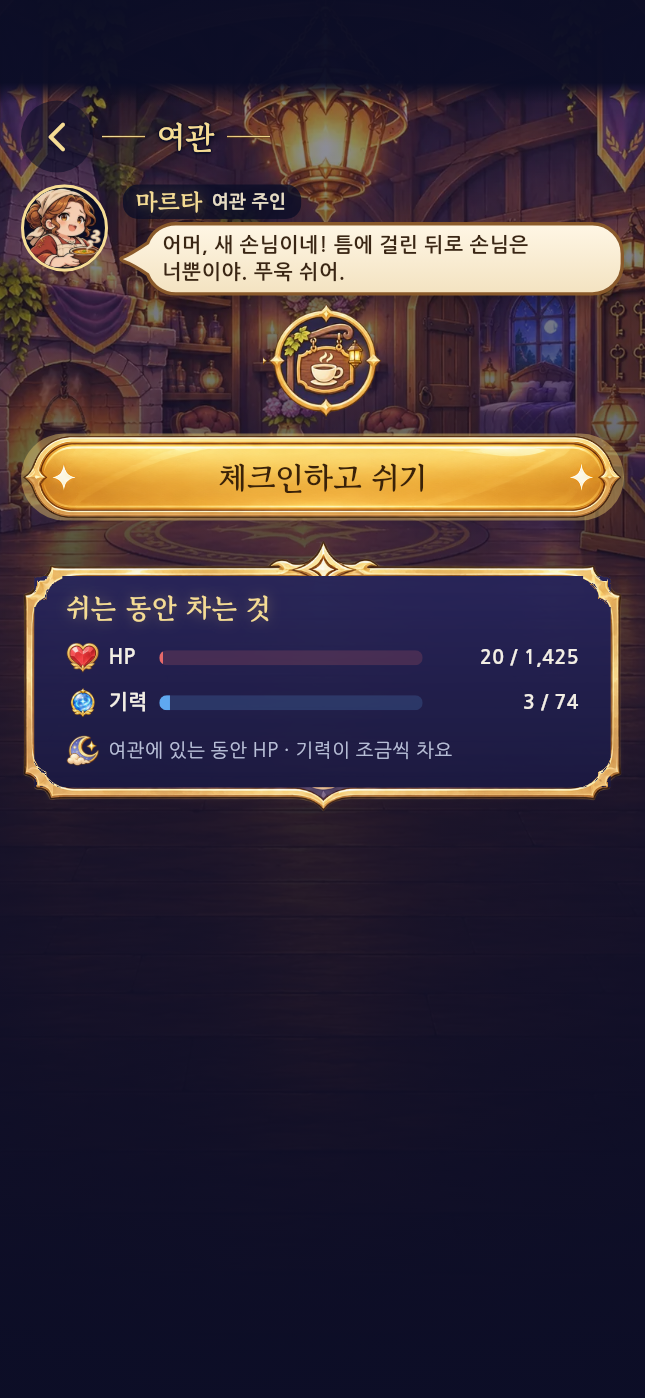 여관
마르타 여관 주인
어머, 새 손님이네! 틈에 걸린 뒤로 손님은
너뿐이야. 푸욱 쉬어.
체크인하고 쉬기
쉬는 동안 차는 것
HP 20 / 1,425
기력 3 / 74
여관에 있는 동안 HP · 기력이 조금씩 차요